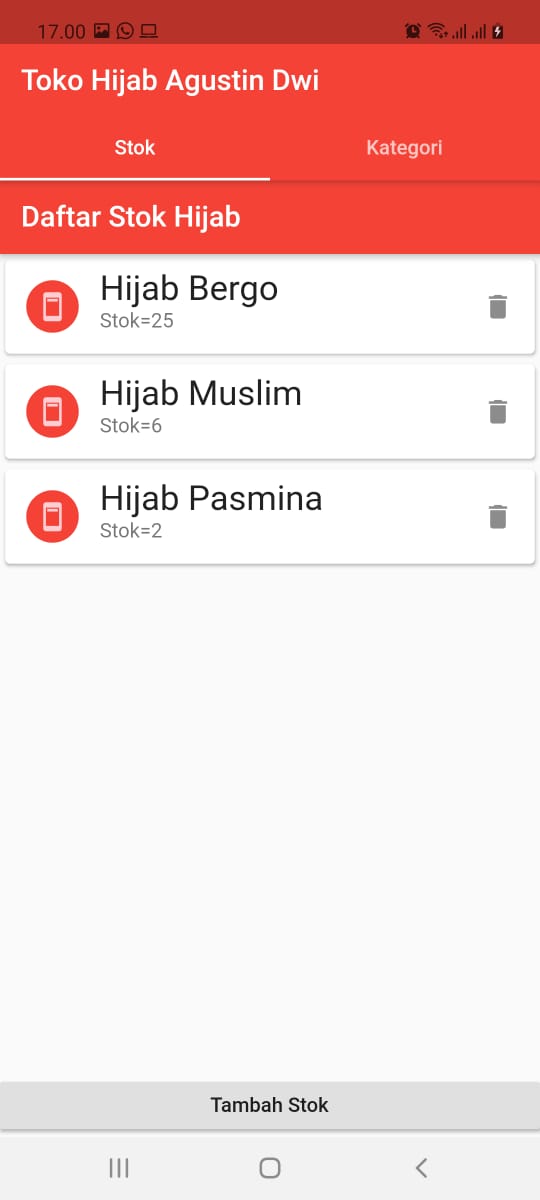 17.00
Toko Hijab Agustin Dwi
Stok
Kategori
Daftar Stok Hijab
Hijab Bergo
Stok=25
Hijab Muslim
Stok=6
Hijab Pasmina
Stok=2
Tambah Stok